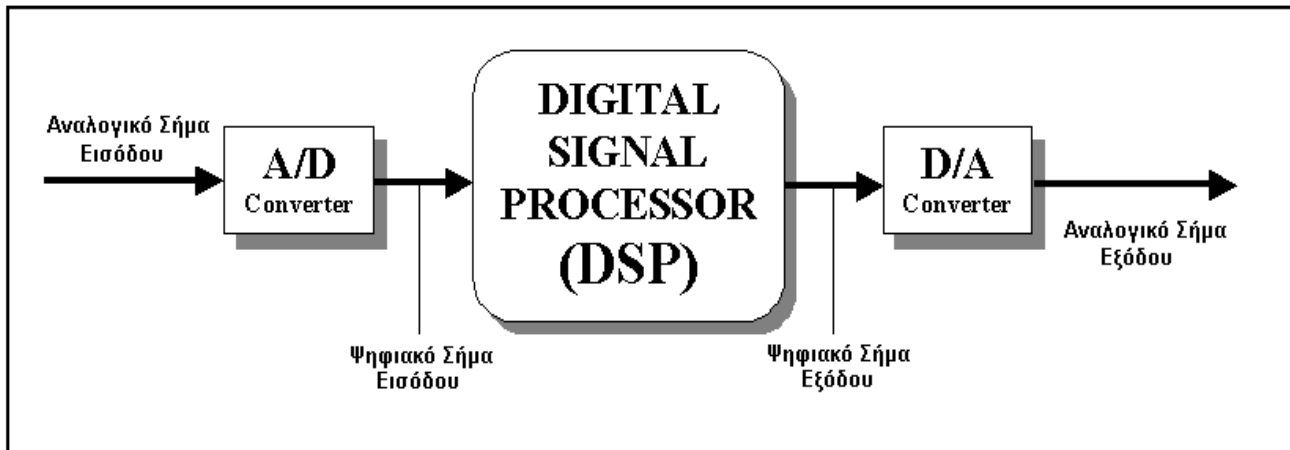 Αναλογικό Σήμα
Εισόδου
A/D
Converter
Ψηφιακό Σήμα
Εισόδου
DIGITAL
SIGNAL
PROCESSOR
(DSP)
Ψηφιακό Σήμα
Εξόδου
D/A
Converter
Αναλογικό Σήμα
Εξόδου